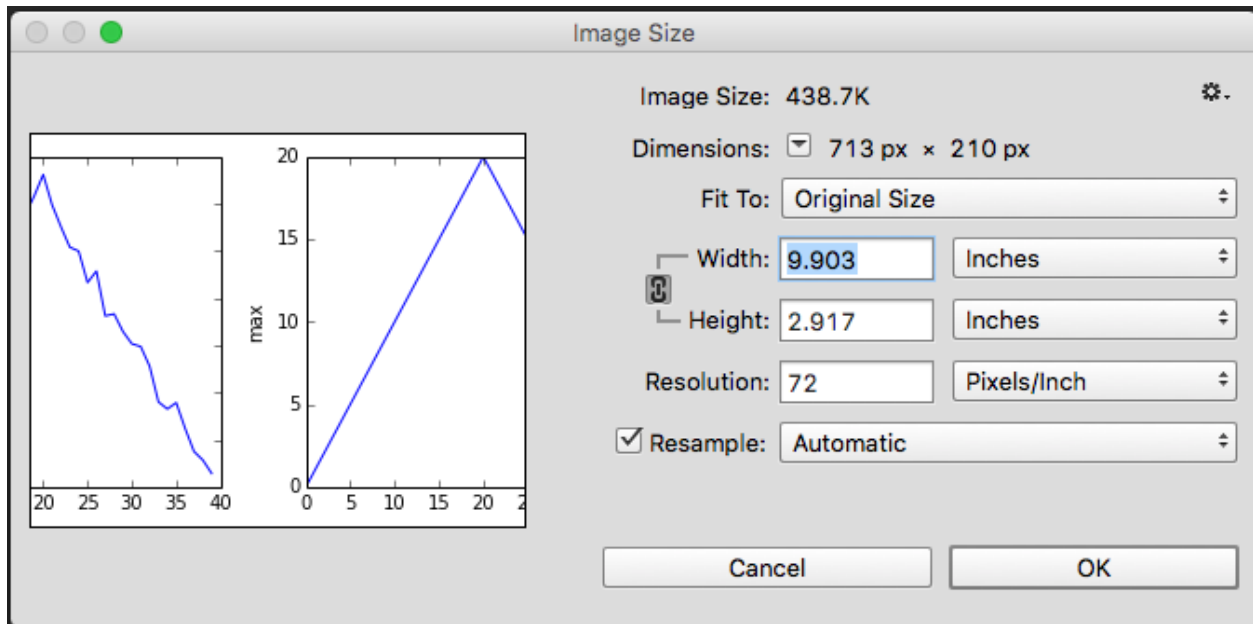 Image Size
Image Size: 438.7K
Dimensions: 713 px × 210 px
Fit To: Original Size
Width: 9.903 Inches
Height: 2.917 Inches
Resolution: 72 Pixels/Inch
Resample: Automatic
Cancel OK
20
15
10
5
0
max
20 25 30 35 40
0 5 10 15 20 2